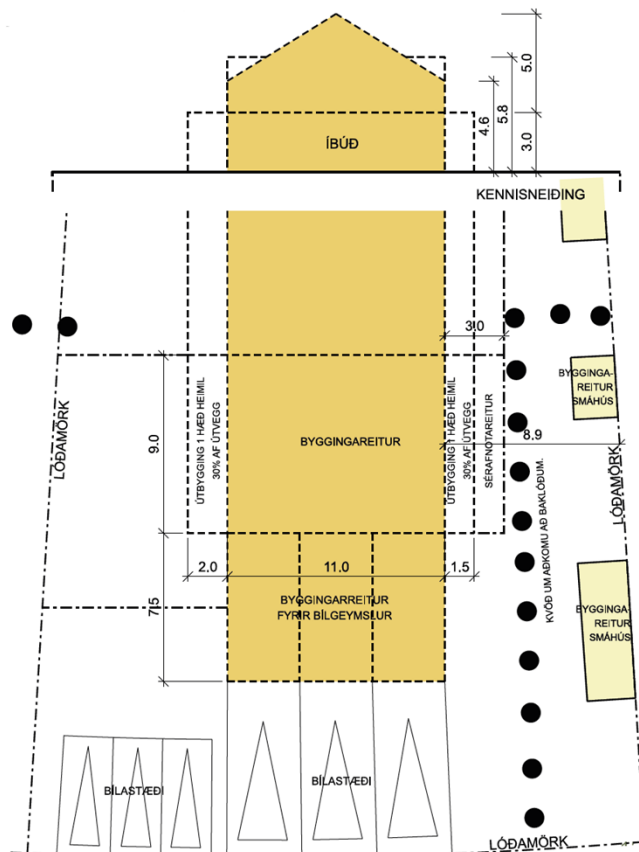 5.0
5.8
4.6
3.0
ÍBÚÐ
KENNISNEIÐING
3.0
BYGGINGA-
REITUR
SMÁHÚS
ÚTBYGGING 1 HÆÐ HEIMIL
30% AF ÚTVEGG
BYGGINGAREITUR
ÚTBYGGING 1 HÆÐ HEIMIL
30% AF ÚTVEGG
SÉRAFNOTAREITUR
8.9
9.0
LÓÐAMÖRK
LÓÐAMÖRK
KVÖÐ UM AÐKOMU AÐ BAKLÓÐUM.
2.0
11.0
1.5
7.5
BYGGINGARREITUR
FYRIR BÍLGEYMSLUR
BYGGINGA-
REITUR
SMÁHÚS
BÍLASTÆÐI
BÍLASTÆÐI
LÓÐAMÖRK